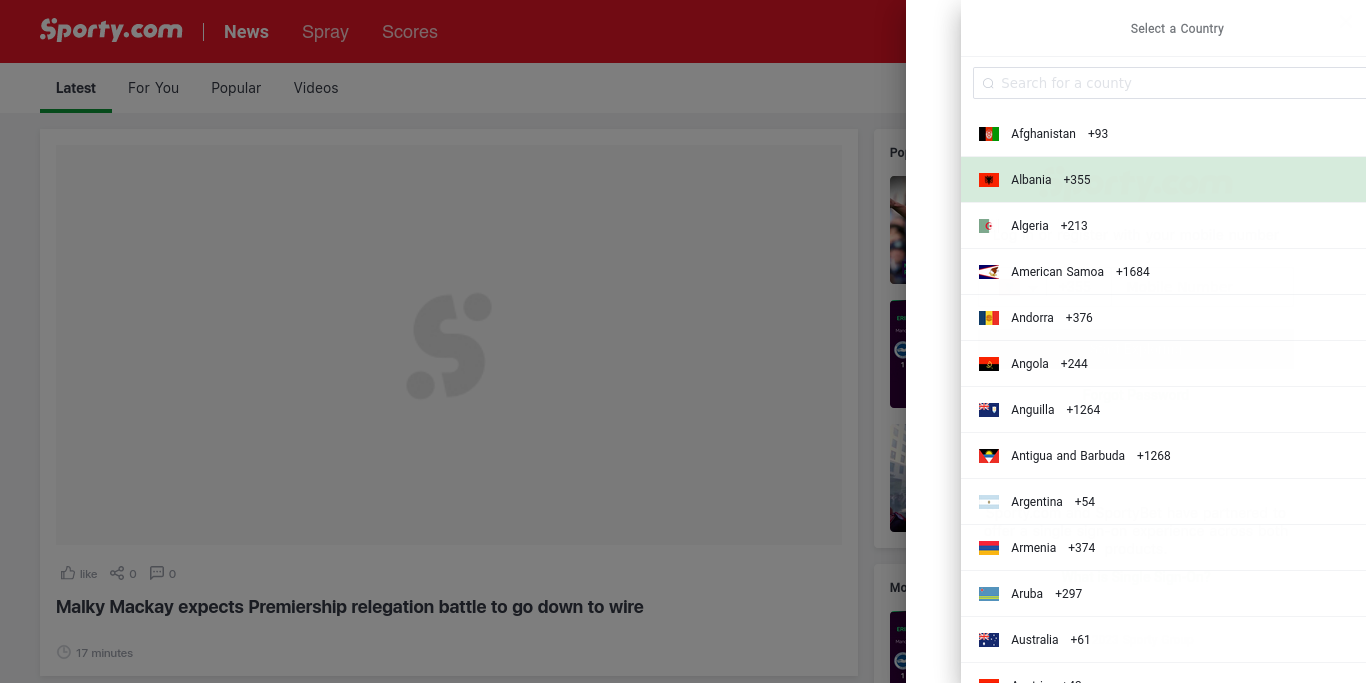 Sporty.com
News
Spray
Scores
Latest
For You
Popular
Videos
like
0
0
Malky Mackay expects Premiership relegation battle to go down to wire
17 minutes
Select a Country
Search for a county
Afghanistan +93
Albania +355
Algeria +213
American Samoa +1684
Andorra +376
Angola +244
Anguilla +1264
Antigua and Barbuda +1268
Argentina +54
Armenia +374
Aruba +297
Australia +61